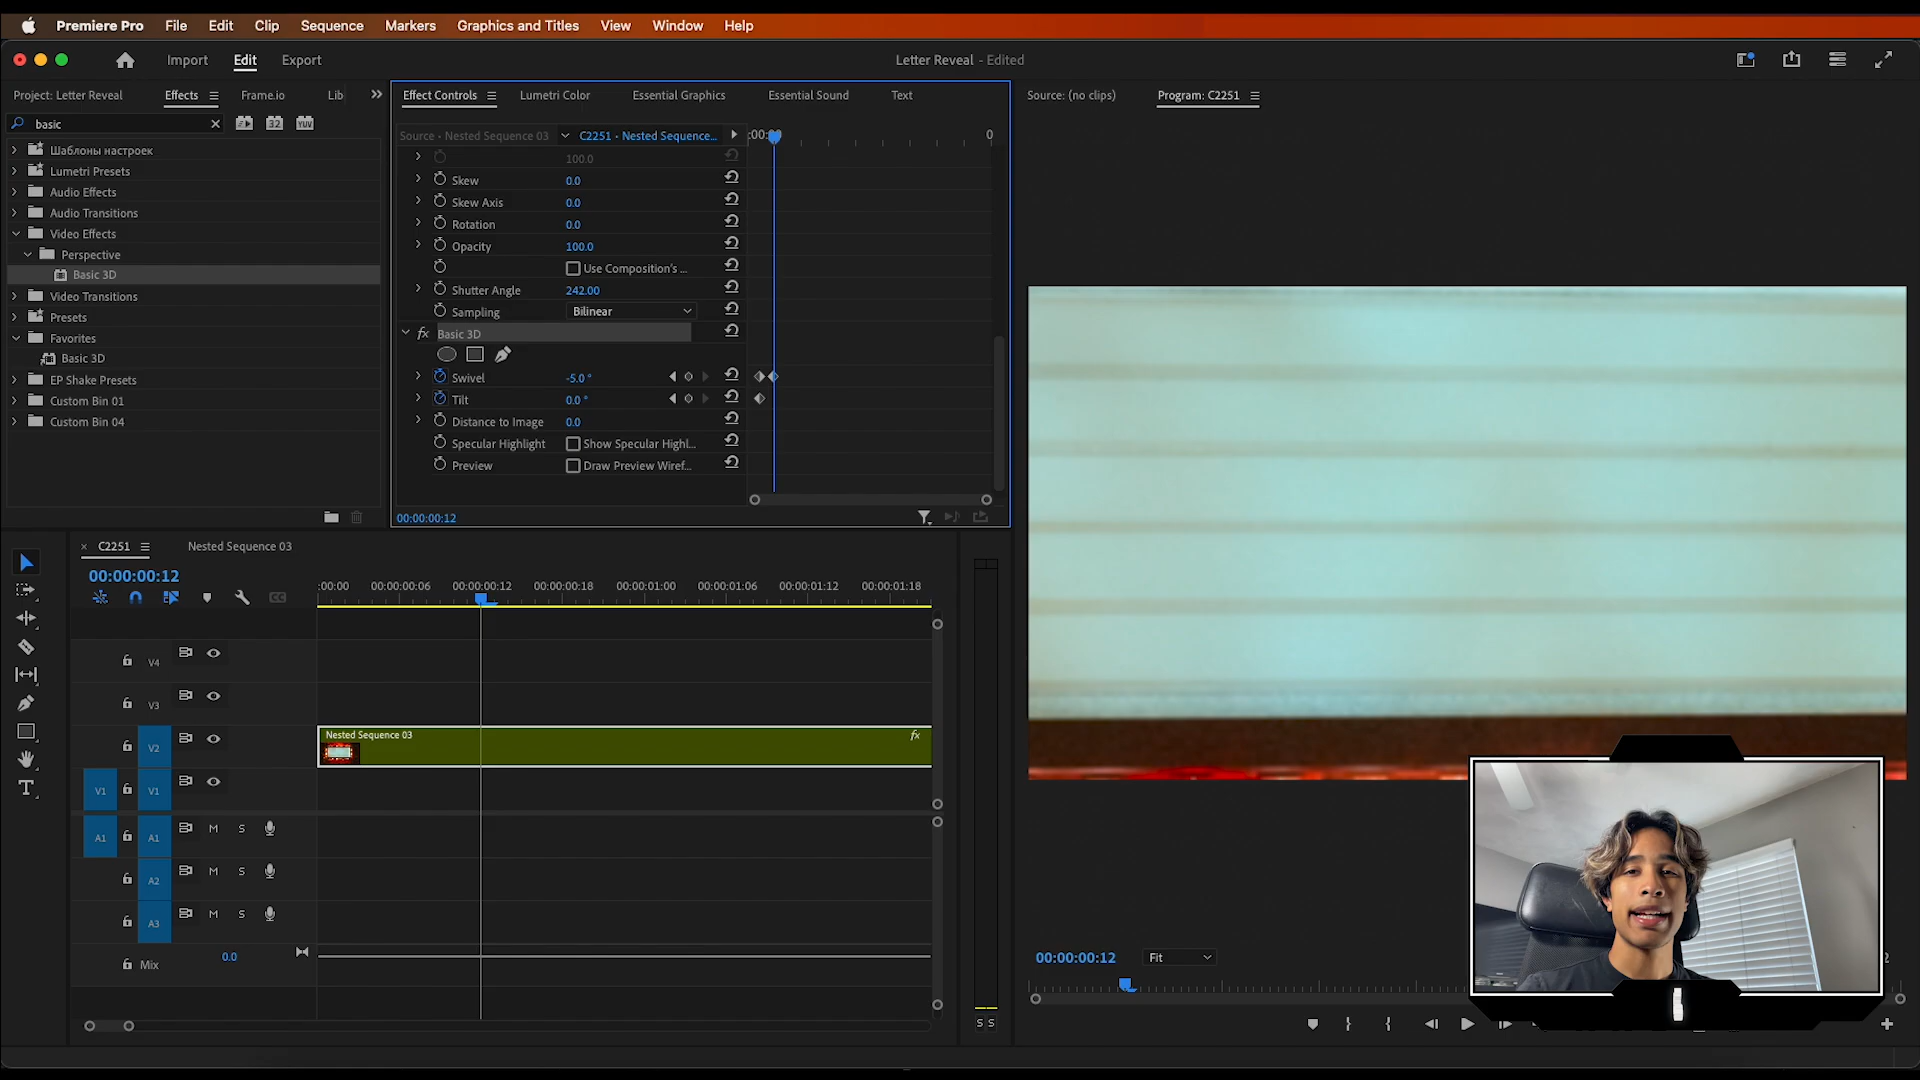 Premiere Pro File Edit Clip Sequence Markers Graphics and Titles View Window Help
Import Edit Export
Letter Reveal - Edited
Project: Letter Reveal Effects Frame.io Lib
basic
32 YUV
Шаблоны настроек
Lumetri Presets
Audio Effects
Audio Transitions
Video Effects
Perspective
Basic 3D
Video Transitions
Presets
Favorites
Basic 3D
EP Shake Presets
Custom Bin 01
Custom Bin 04
Effect Controls Lumetri Color Essential Graphics Essential Sound Text
Source · Nested Sequence 03 C2251 · Nested Sequence...
:00:00 0
100.0
Skew 0.0
Skew Axis 0.0
Rotation 0.0
Opacity 100.0
Use Composition's ...
Shutter Angle 242.00
Sampling Bilinear
fx Basic 3D
Swivel -5.0 °
Tilt 0.0 °
Distance to Image 0.0
Specular Highlight Show Specular Highl...
Preview Draw Preview Wiref...
00:00:00:12
Source: (no clips) Program: C2251
× C2251 Nested Sequence 03
00:00:00:12
CC
:00:00 00:00:00:06 00:00:00:12 00:00:00:18 00:00:01:00 00:00:01:06 00:00:01:12 00:00:01:18
V4
V3
Nested Sequence 03 fx
V2
V1 V1
A1 A1 M S
A2 M S
A3 M S
Mix 0.0
S S
00:00:00:12 Fit